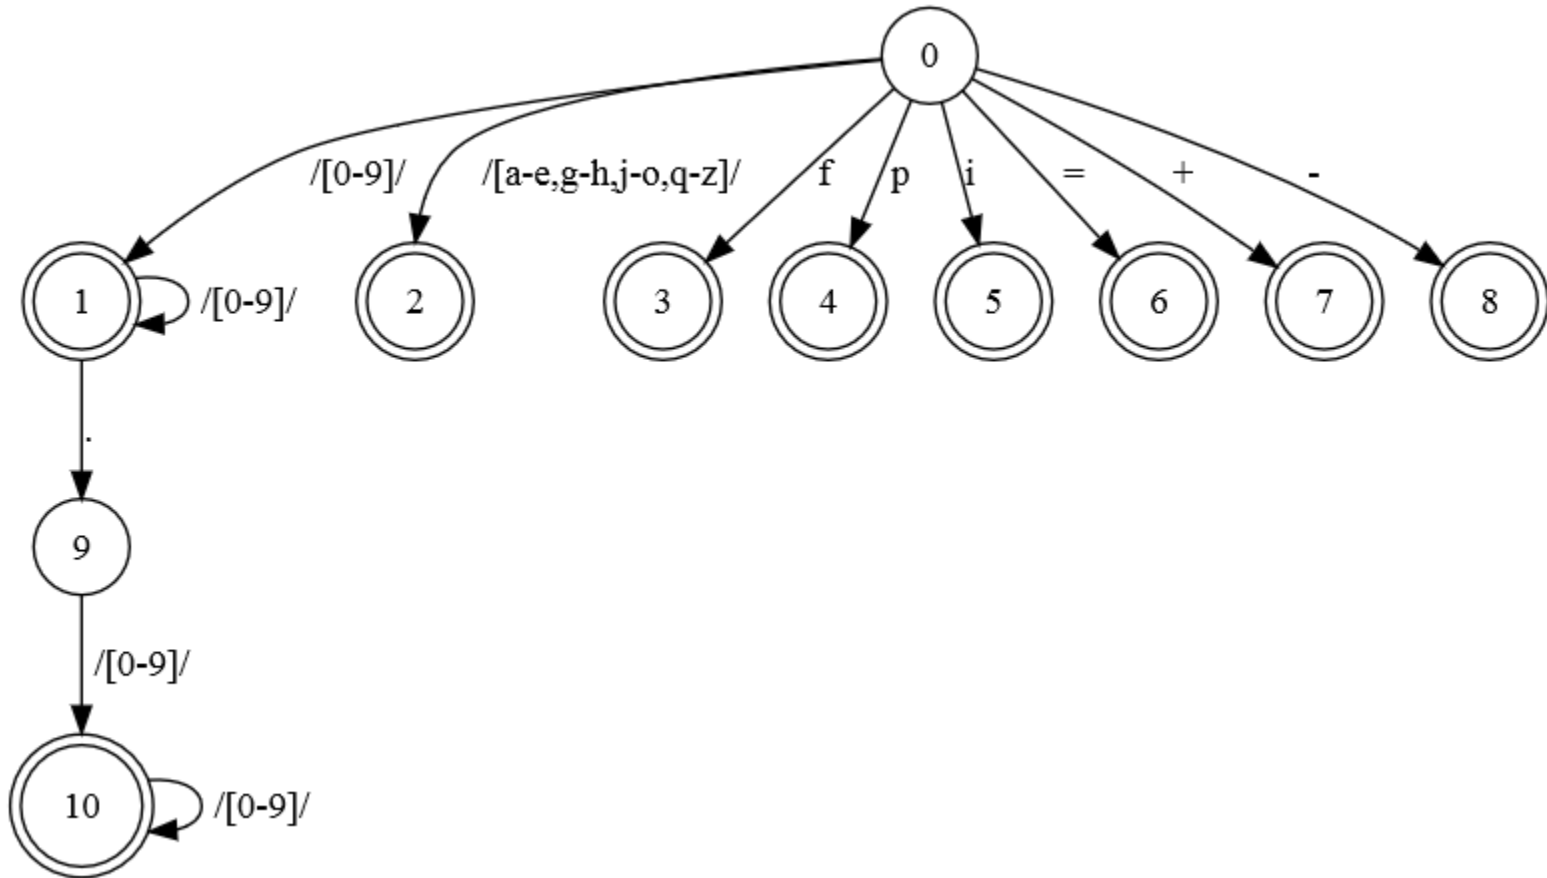 0
/[0-9]/ /[a-e,g-h,j-o,q-z]/ f p i = + -
1 /[0-9]/ 2 3 4 5 6 7 8
.
9
/[0-9]/
10 /[0-9]/